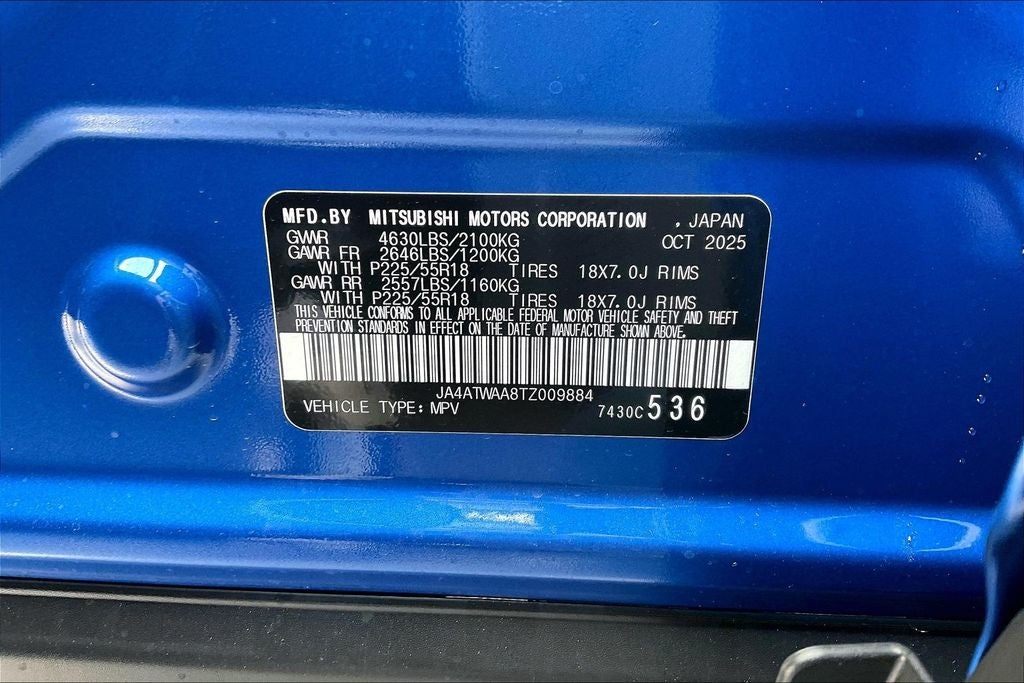 MFD.BY MITSUBISHI MOTORS CORPORATION , JAPAN
GVWR 4630LBS/2100KG OCT 2025
GAWR FR 2646LBS/1200KG
WITH P225/55R18 TIRES 18X7.0J RIMS
GAWR RR 2557LBS/1160KG
WITH P225/55R18 TIRES 18X7.0J RIMS
THIS VEHICLE CONFORMS TO ALL APPLICABLE FEDERAL MOTOR VEHICLE SAFETY AND THEFT
PREVENTION STANDARDS IN EFFECT ON THE DATE OF MANUFACTURE SHOWN ABOVE.
JA4ATWAA8TZ009884
VEHICLE TYPE: MPV 7430C 536